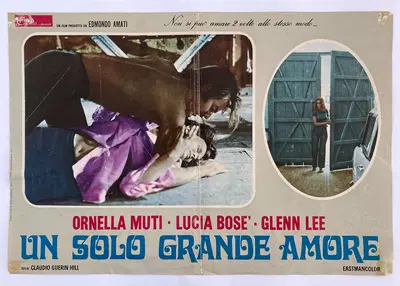 UN FILM PRODOTTO DA EDMONDO AMATI
Non si può amare 2 volte allo stesso modo...
ORNELLA MUTI · LUCIA BOSE' · GLENN LEE
UN SOLO GRANDE AMORE
REGIA CLAUDIO GUERIN HILL
EASTMANCOLOR